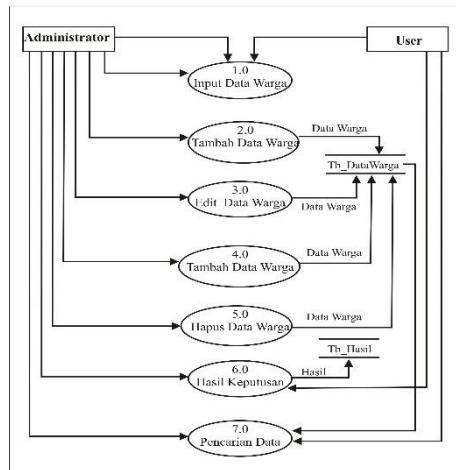 Administrator
User
1.0
Input Data Warga
2.0
Tambah Data Warga
Data Warga
Tb_DataWarga
3.0
Edit Data Warga
Data Warga
4.0
Tambah Data Warga
Data Warga
5.0
Hapus Data Warga
Data Warga
Tb_Hasil
6.0
Hasil Keputusan
Hasil
7.0
Pencarian Data